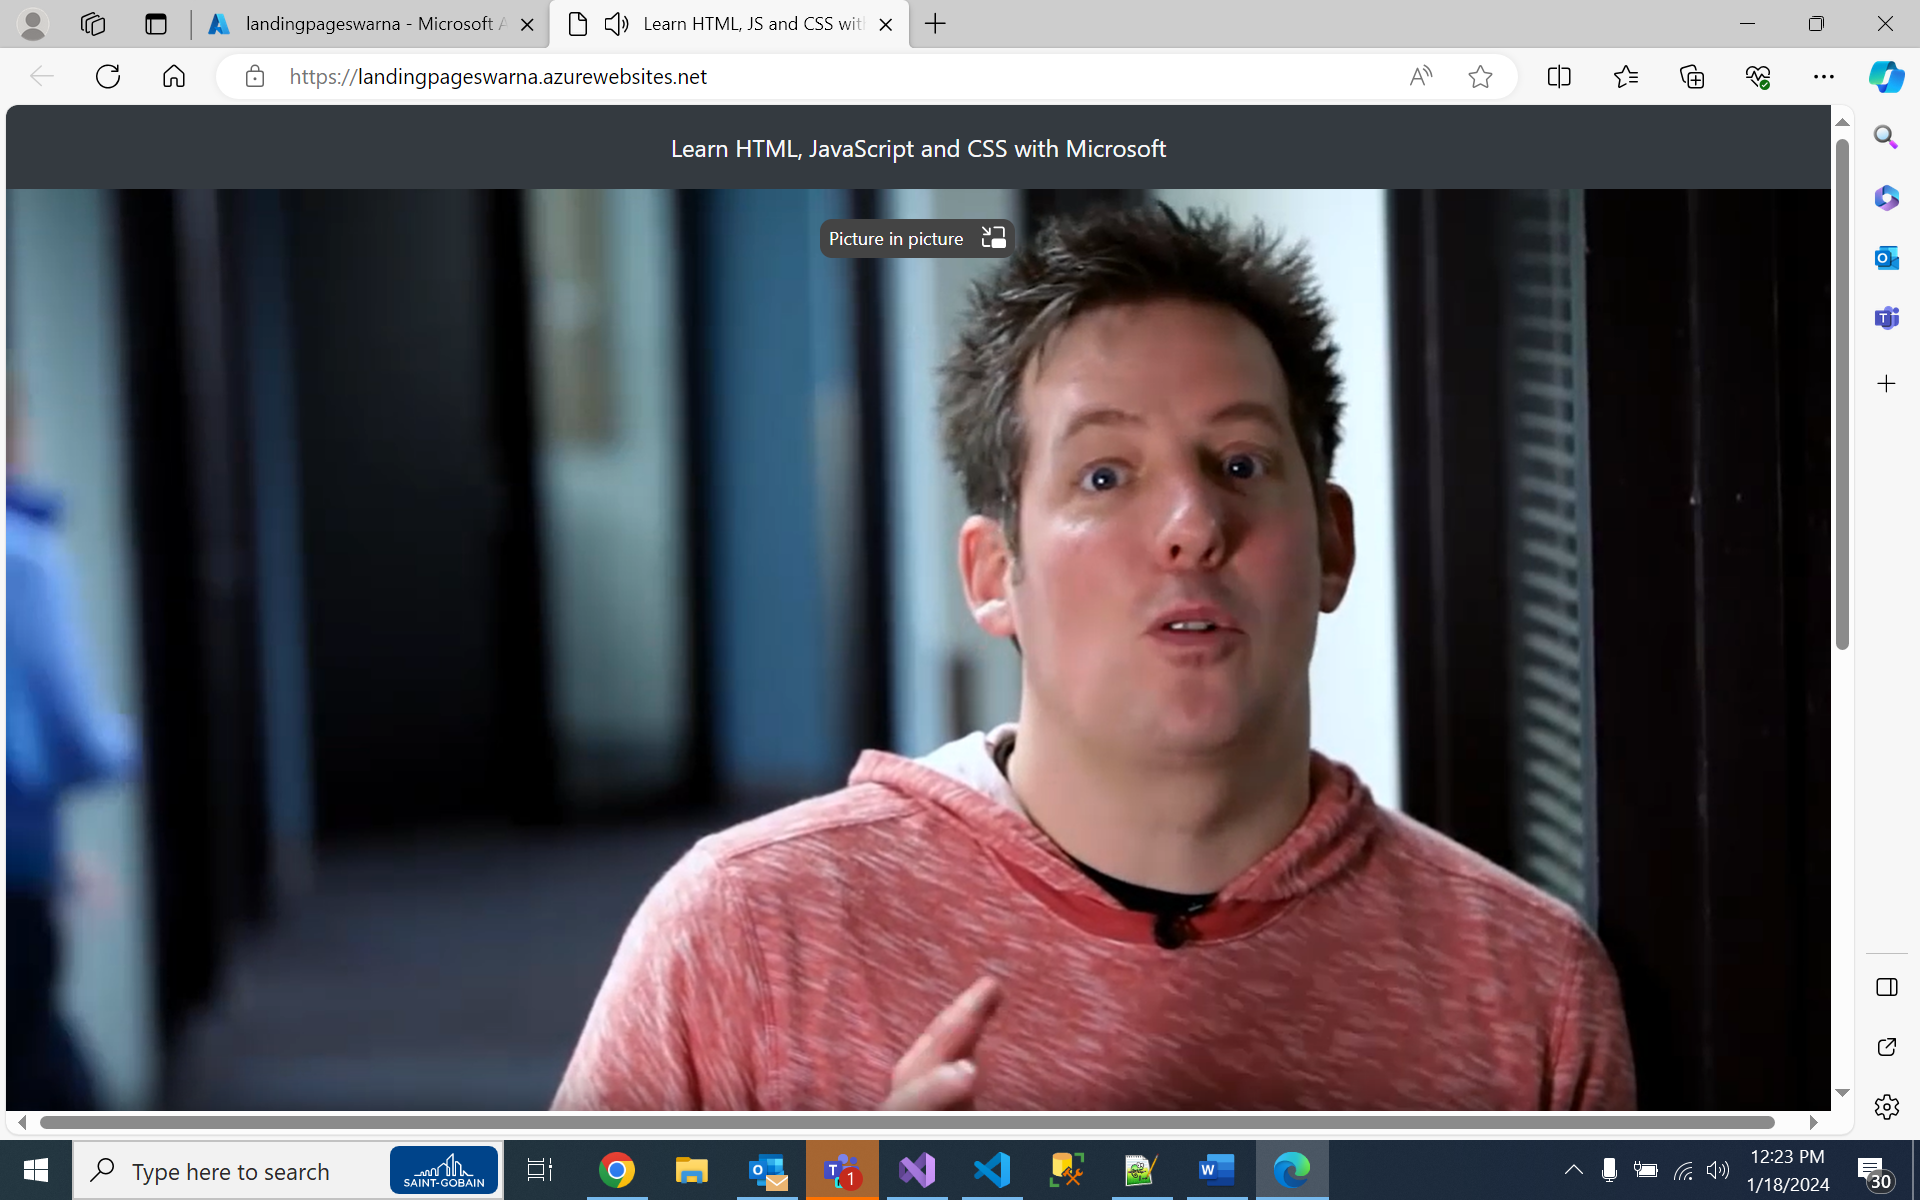 landingpageswarna - Microsoft A
Learn HTML, JS and CSS wit
https://landingpageswarna.azurewebsites.net
Learn HTML, JavaScript and CSS with Microsoft
Picture in picture
Type here to search
SAINT-GOBAIN
1
12:23 PM
1/18/2024
30